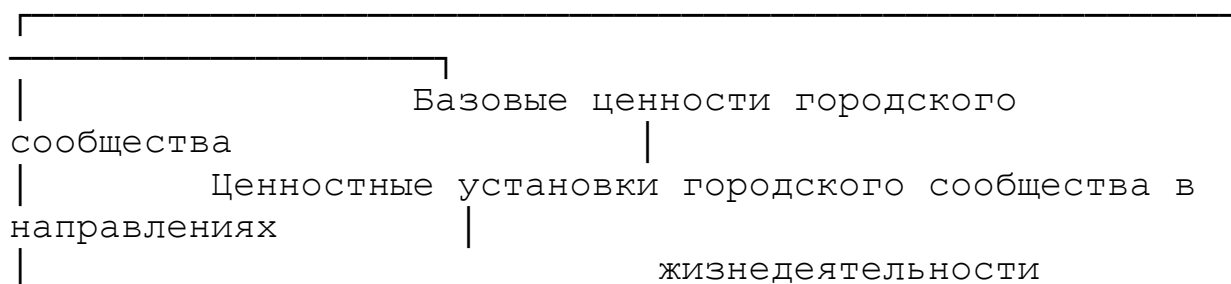 Базовые ценности городского
сообщества
Ценностные установки городского сообщества в
направлениях
жизнедеятельности